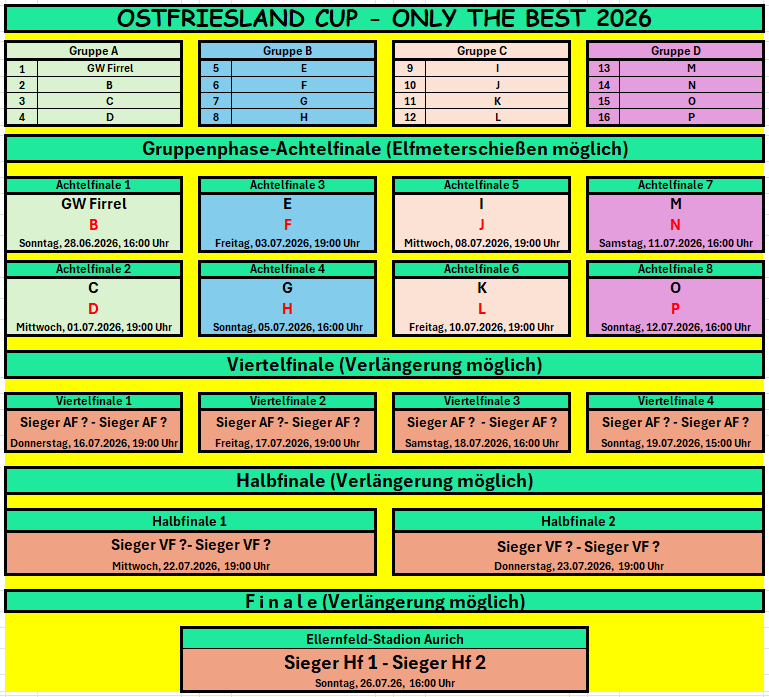 OSTFRIESLAND CUP - ONLY THE BEST 2026
Gruppe A
1 GW Firrel
2 B
3 C
4 D
Gruppe B
5 E
6 F
7 G
8 H
Gruppe C
9 I
10 J
11 K
12 L
Gruppe D
13 M
14 N
15 O
16 P
Gruppenphase-Achtelfinale (Elfmeterschießen möglich)
Achtelfinale 1
GW Firrel
B
Sonntag, 28.06.2026, 16:00 Uhr
Achtelfinale 3
E
F
Freitag, 03.07.2026, 19:00 Uhr
Achtelfinale 5
I
J
Mittwoch, 08.07.2026, 19:00 Uhr
Achtelfinale 7
M
N
Samstag, 11.07.2026, 16:00 Uhr
Achtelfinale 2
C
D
Mittwoch, 01.07.2026, 19:00 Uhr
Achtelfinale 4
G
H
Sonntag, 05.07.2026, 16:00 Uhr
Achtelfinale 6
K
L
Freitag, 10.07.2026, 19:00 Uhr
Achtelfinale 8
O
P
Sonntag, 12.07.2026, 16:00 Uhr
Viertelfinale (Verlängerung möglich)
Viertelfinale 1
Sieger AF ? - Sieger AF ?
Donnerstag, 16.07.2026, 19:00 Uhr
Viertelfinale 2
Sieger AF ?- Sieger AF ?
Freitag, 17.07.2026, 19:00 Uhr
Viertelfinale 3
Sieger AF ? - Sieger AF ?
Samstag, 18.07.2026, 16:00 Uhr
Viertelfinale 4
Sieger AF ? - Sieger AF ?
Sonntag, 19.07.2026, 15:00 Uhr
Halbfinale (Verlängerung möglich)
Halbfinale 1
Sieger VF ?- Sieger VF ?
Mittwoch, 22.07.2026, 19:00 Uhr
Halbfinale 2
Sieger VF ? - Sieger VF ?
Donnerstag, 23.07.2026, 19:00 Uhr
F i n a l e (Verlängerung möglich)
Ellernfeld-Stadion Aurich
Sieger Hf 1 - Sieger Hf 2
Sonntag, 26.07.26, 16:00 Uhr